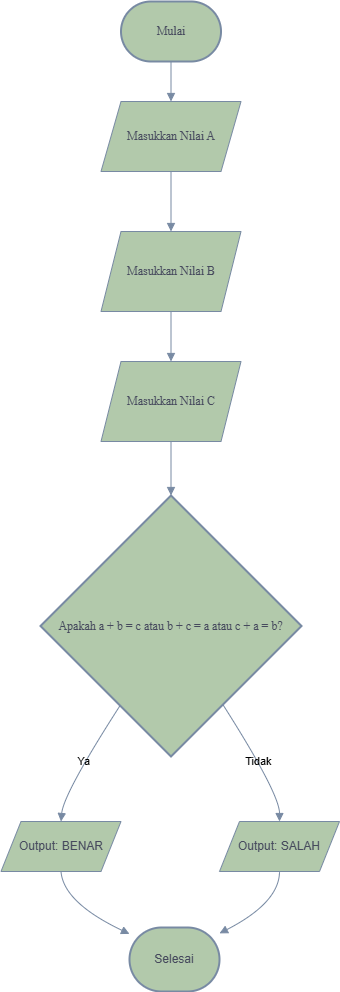 Mulai
Masukkan Nilai A
Masukkan Nilai B
Masukkan Nilai C
Apakah a + b = c atau b + c = a atau c + a = b?
Ya
Tidak
Output: BENAR
Output: SALAH
Selesai